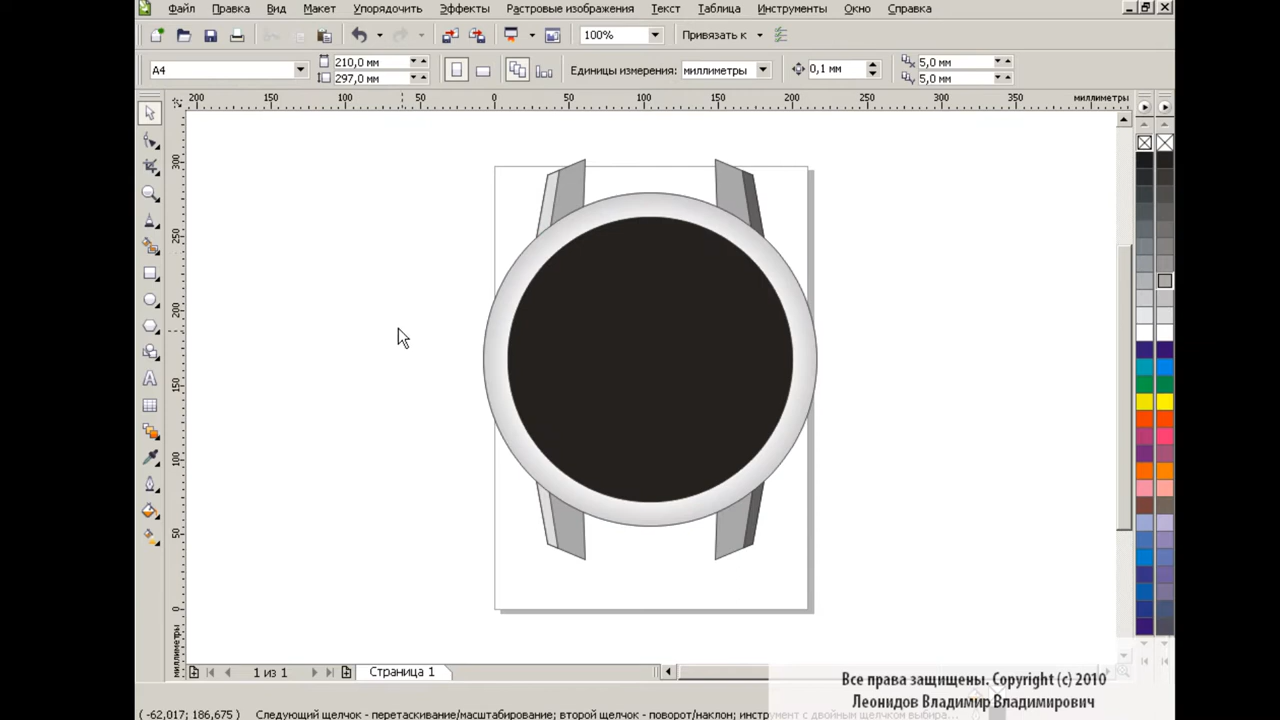 Файл Правка Вид Макет Упорядочить Эффекты Растровые изображения Текст Таблица Инструменты Окно Справка
100% Привязать к
A4 210,0 мм 297,0 мм Единицы измерения: миллиметры 0,1 мм 5,0 мм 5,0 мм
200 150 100 50 0 50 100 150 200 250 300 350 миллиметры
300
250
200
150
100
50
0
миллиметры
1 из 1 Страница 1
Все права защищены. Copyright (c) 2010
Леонидов Владимир Владимирович
( -62,017; 186,675 ) Следующий щелчок - перетаскивание/масштабирование; второй щелчок - поворот/наклон; инструмент с двойным щелчком выбира...